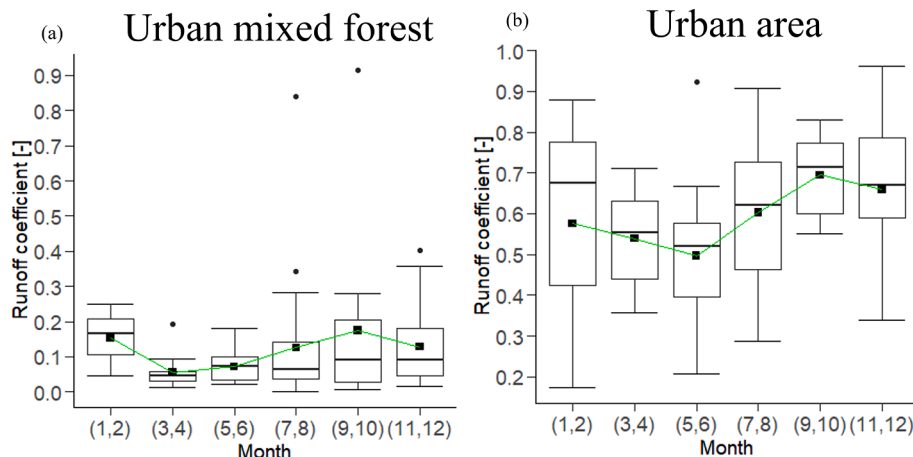 (a) Urban mixed forest
Runoff coefficient [-]
0.9
0.8
0.7
0.6
0.5
0.4
0.3
0.2
0.1
0.0
(1,2) (3,4) (5,6) (7,8) (9,10) (11,12)
Month
(b) Urban area
Runoff coefficient [-]
1.0
0.9
0.8
0.7
0.6
0.5
0.4
0.3
0.2
(1,2) (3,4) (5,6) (7,8) (9,10) (11,12)
Month